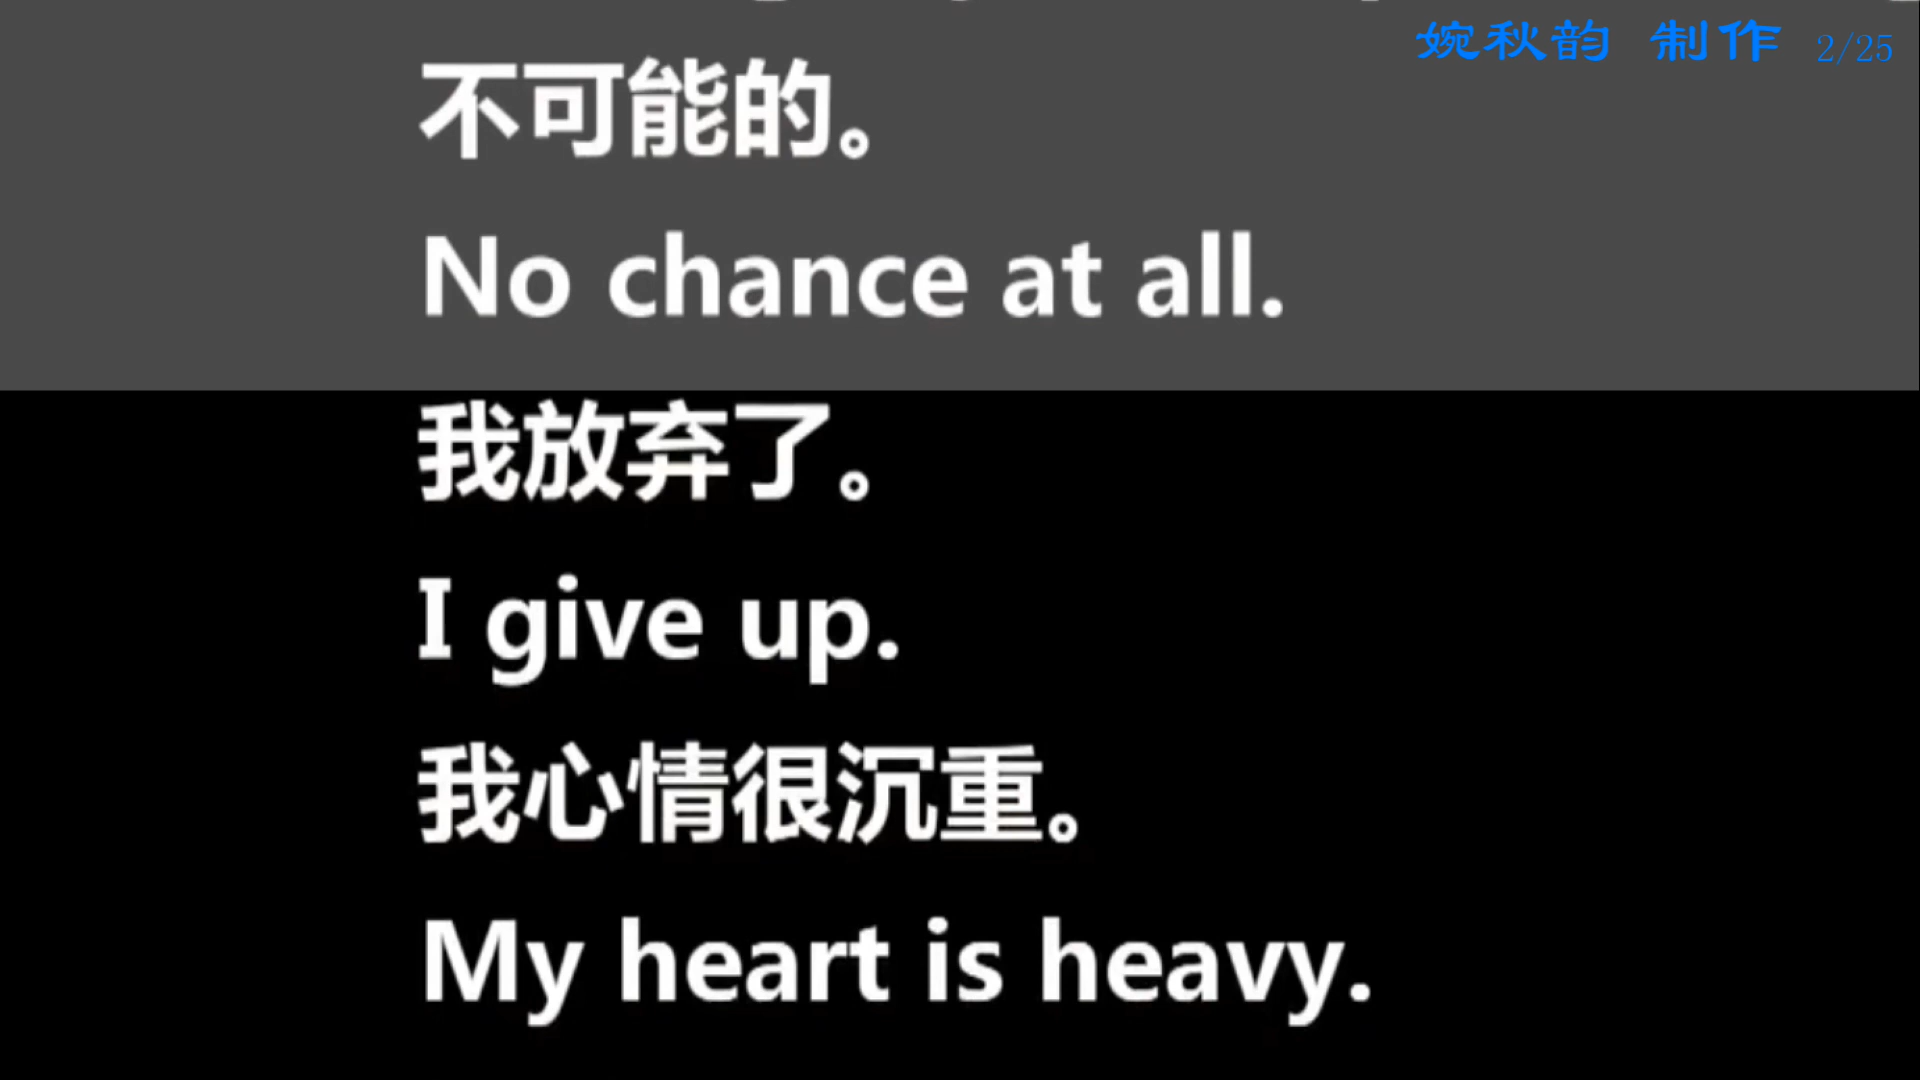 婉秋韵 制作 2/25
不可能的。
No chance at all.
我放弃了。
I give up.
我心情很沉重。
My heart is heavy.